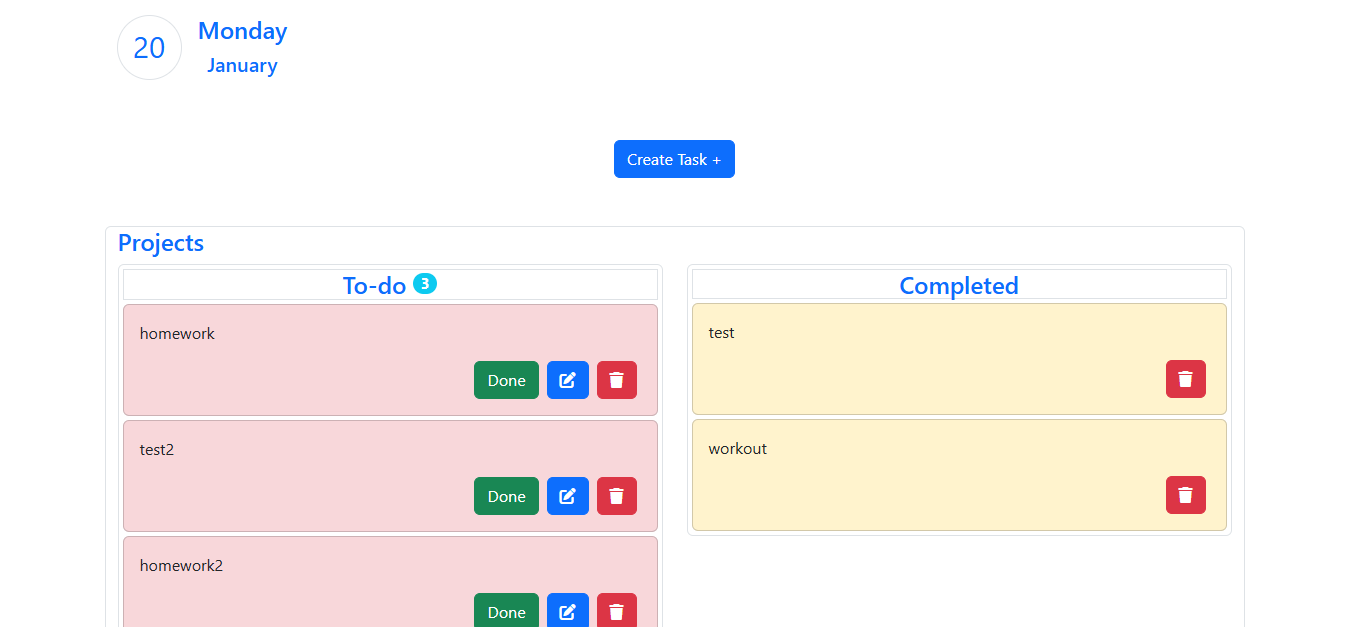 20
Monday
January
Create Task +
Projects
To-do 3
homework
Done
test2
Done
homework2
Done
Completed
test
workout